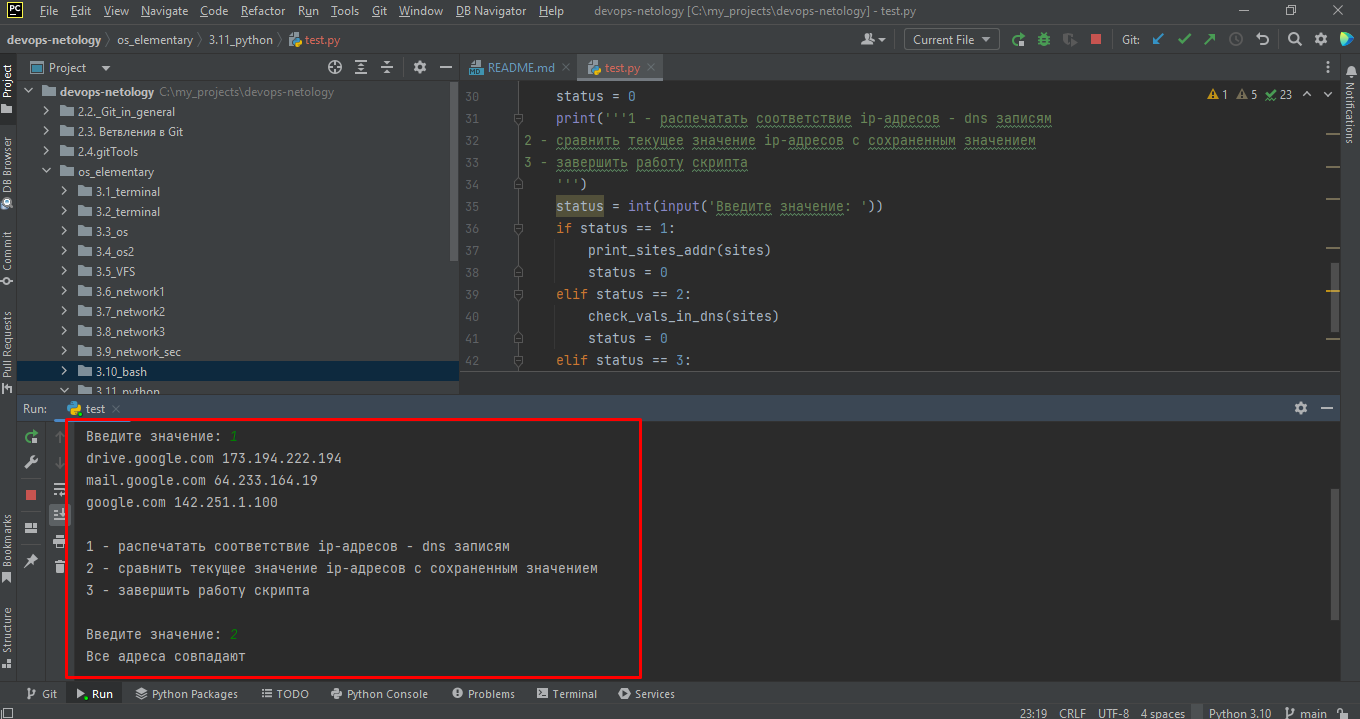 PC File Edit View Navigate Code Refactor Run Tools Git Window DB Navigator Help devops-netology [C:\my_projects\devops-netology] - test.py
devops-netology os_elementary 3.11_python test.py Current File Git:
Project README.md test.py
devops-netology C:\my_projects\devops-netology
2.2._Git_in_general
2.3. Ветвления в Git
2.4.gitTools
os_elementary
3.1_terminal
3.2_terminal
3.3_os
3.4_os2
3.5_VFS
3.6_network1
3.7_network2
3.8_network3
3.9_network_sec
3.10_bash
3.11_python
Project
DB Browser
Commit
Pull Requests
Bookmarks
Structure
Notifications
1 5 23
30 status = 0
31 print('''1 - распечатать соответствие ip-адресов - dns записям
32 2 - сравнить текущее значение ip-адресов с сохраненным значением
33 3 - завершить работу скрипта
34 ''')
35 status = int(input('Введите значение: '))
36 if status == 1:
37 print_sites_addr(sites)
38 status = 0
39 elif status == 2:
40 check_vals_in_dns(sites)
41 status = 0
42 elif status == 3:
Run: test
Введите значение: 1
drive.google.com 173.194.222.194
mail.google.com 64.233.164.19
google.com 142.251.1.100
1 - распечатать соответствие ip-адресов - dns записям
2 - сравнить текущее значение ip-адресов с сохраненным значением
3 - завершить работу скрипта
Введите значение: 2
Все адреса совпадают
Git Run Python Packages TODO Python Console Problems Terminal Services
23:19 CRLF UTF-8 4 spaces Python 3.10 main